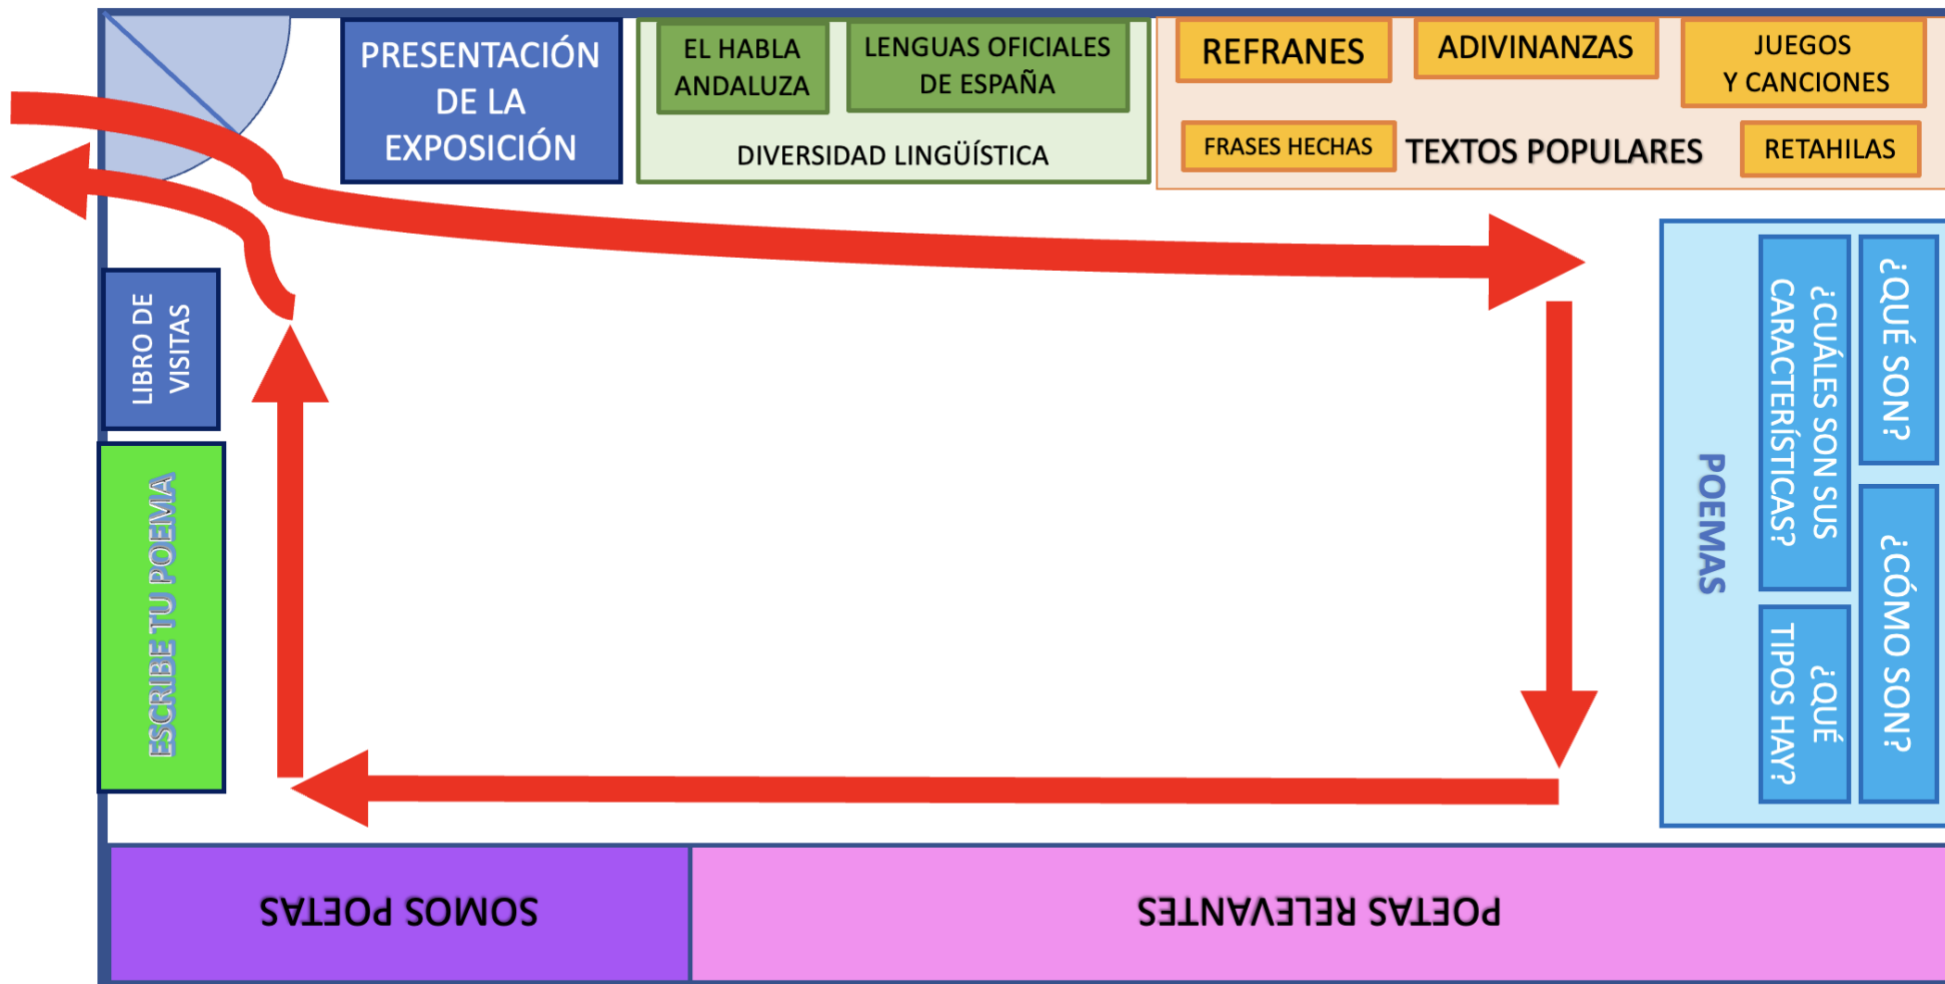 PRESENTACIÓN
DE LA
EXPOSICIÓN
EL HABLA
ANDALUZA
LENGUAS OFICIALES
DE ESPAÑA
DIVERSIDAD LINGÜÍSTICA
REFRANES
ADIVINANZAS
JUEGOS
Y CANCIONES
FRASES HECHAS
TEXTOS POPULARES
RETAHILAS
¿QUÉ SON?
¿CÓMO SON?
¿CUÁLES SON SUS
CARACTERÍSTICAS?
¿QUÉ
TIPOS HAY?
POEMAS
POETAS RELEVANTES
SOMOS POETAS
ESCRIBE TU POEMA
LIBRO DE
VISITAS